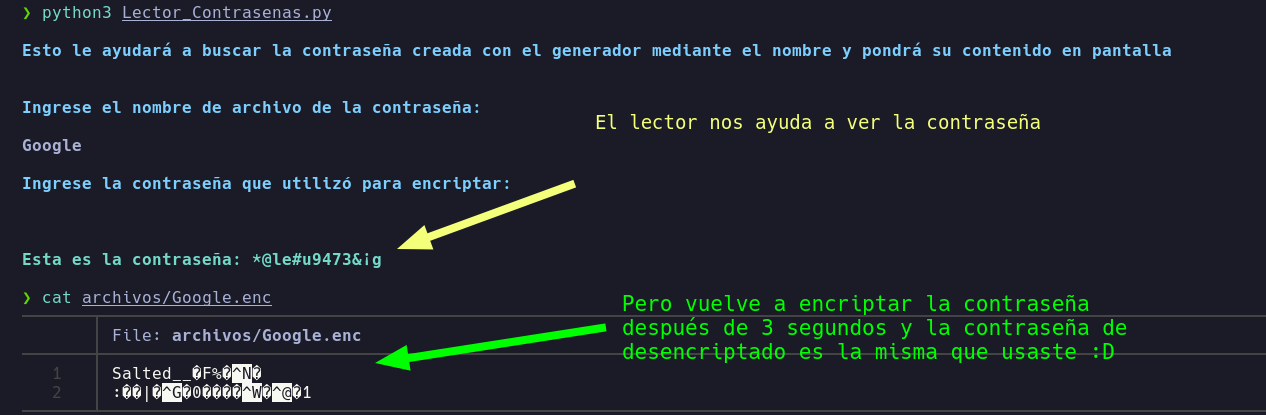 ❯ python3 Lector_Contrasenas.py
Esto le ayudará a buscar la contraseña creada con el generador mediante el nombre y pondrá su contenido en pantalla
Ingrese el nombre de archivo de la contraseña:
El lector nos ayuda a ver la contraseña
Google
Ingrese la contraseña que utilizó para encriptar:
Esta es la contraseña: *@le#u9473&¡g
❯ cat archivos/Google.enc
Pero vuelve a encriptar la contraseña
después de 3 segundos y la contraseña de
desencriptado es la misma que usaste :D
File: archivos/Google.enc
1 Salted__�F%�^N�
2 :��|�^G�0����^W�^@�1